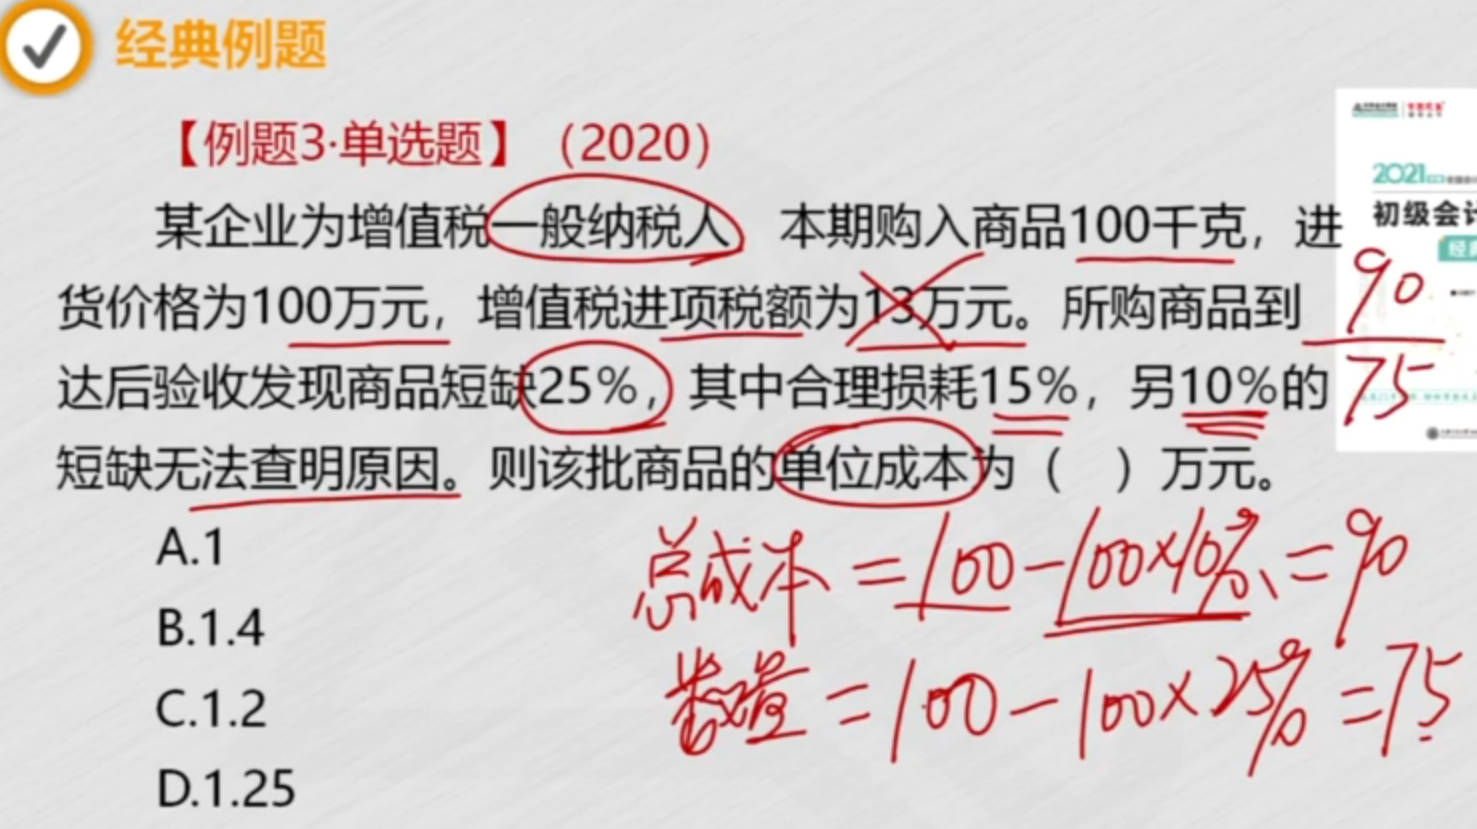 经典例题
【例题3·单选题】（2020）
某企业为增值税一般纳税人 本期购入商品100千克，进
货价格为100万元，增值税进项税额为13万元。所购商品到
达后验收发现商品短缺25%，其中合理损耗15%，另10%的
短缺无法查明原因。则该批商品的单位成本为（ ）万元。
A.1
B.1.4
C.1.2
D.1.25
总成本=100-100×10%=90
数量=100-100×25%=75
90
75
2021
初级会计
经